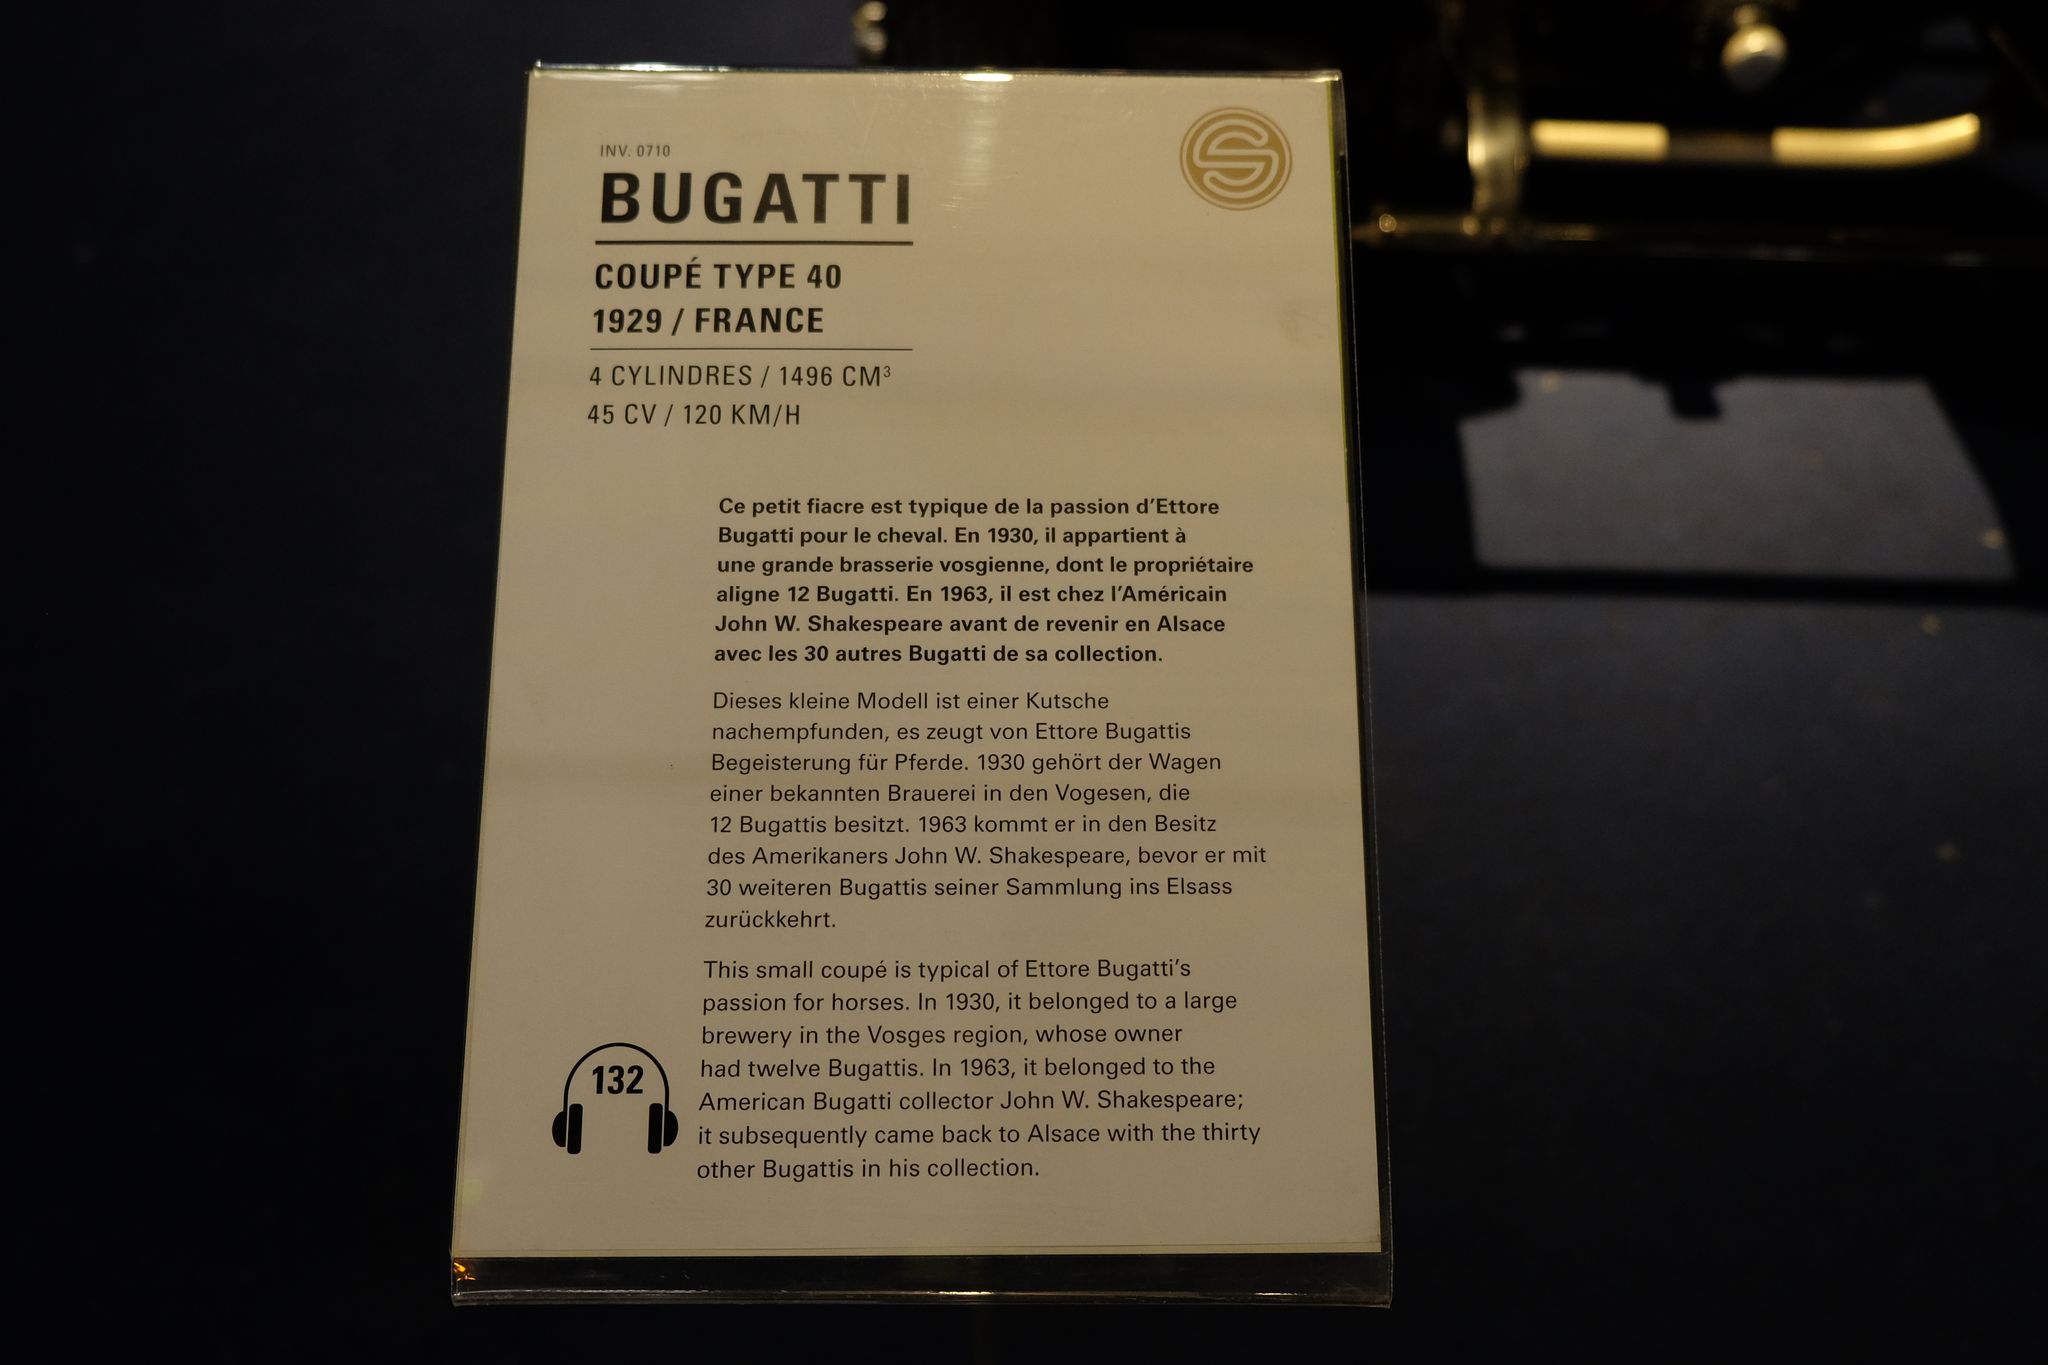 INV. 0710
BUGATTI
COUPÉ TYPE 40
1929 / FRANCE
4 CYLINDRES / 1496 CM³
45 CV / 120 KM/H
Ce petit fiacre est typique de la passion d'Ettore
Bugatti pour le cheval. En 1930, il appartient à
une grande brasserie vosgienne, dont le propriétaire
aligne 12 Bugatti. En 1963, il est chez l'Américain
John W. Shakespeare avant de revenir en Alsace
avec les 30 autres Bugatti de sa collection.
Dieses kleine Modell ist einer Kutsche
nachempfunden, es zeugt von Ettore Bugattis
Begeisterung für Pferde. 1930 gehört der Wagen
einer bekannten Brauerei in den Vogesen, die
12 Bugattis besitzt. 1963 kommt er in den Besitz
des Amerikaners John W. Shakespeare, bevor er mit
30 weiteren Bugattis seiner Sammlung ins Elsass
zurückkehrt.
This small coupé is typical of Ettore Bugatti's
passion for horses. In 1930, it belonged to a large
brewery in the Vosges region, whose owner
had twelve Bugattis. In 1963, it belonged to the
American Bugatti collector John W. Shakespeare;
it subsequently came back to Alsace with the thirty
other Bugattis in his collection.
132